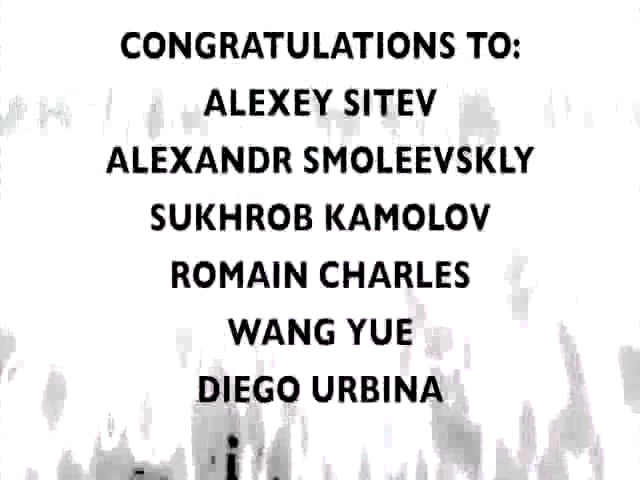 CONGRATULATIONS TO:
ALEXEY SITEV
ALEXANDR SMOLEEVSKLY
SUKHROB KAMOLOV
ROMAIN CHARLES
WANG YUE
DIEGO URBINA